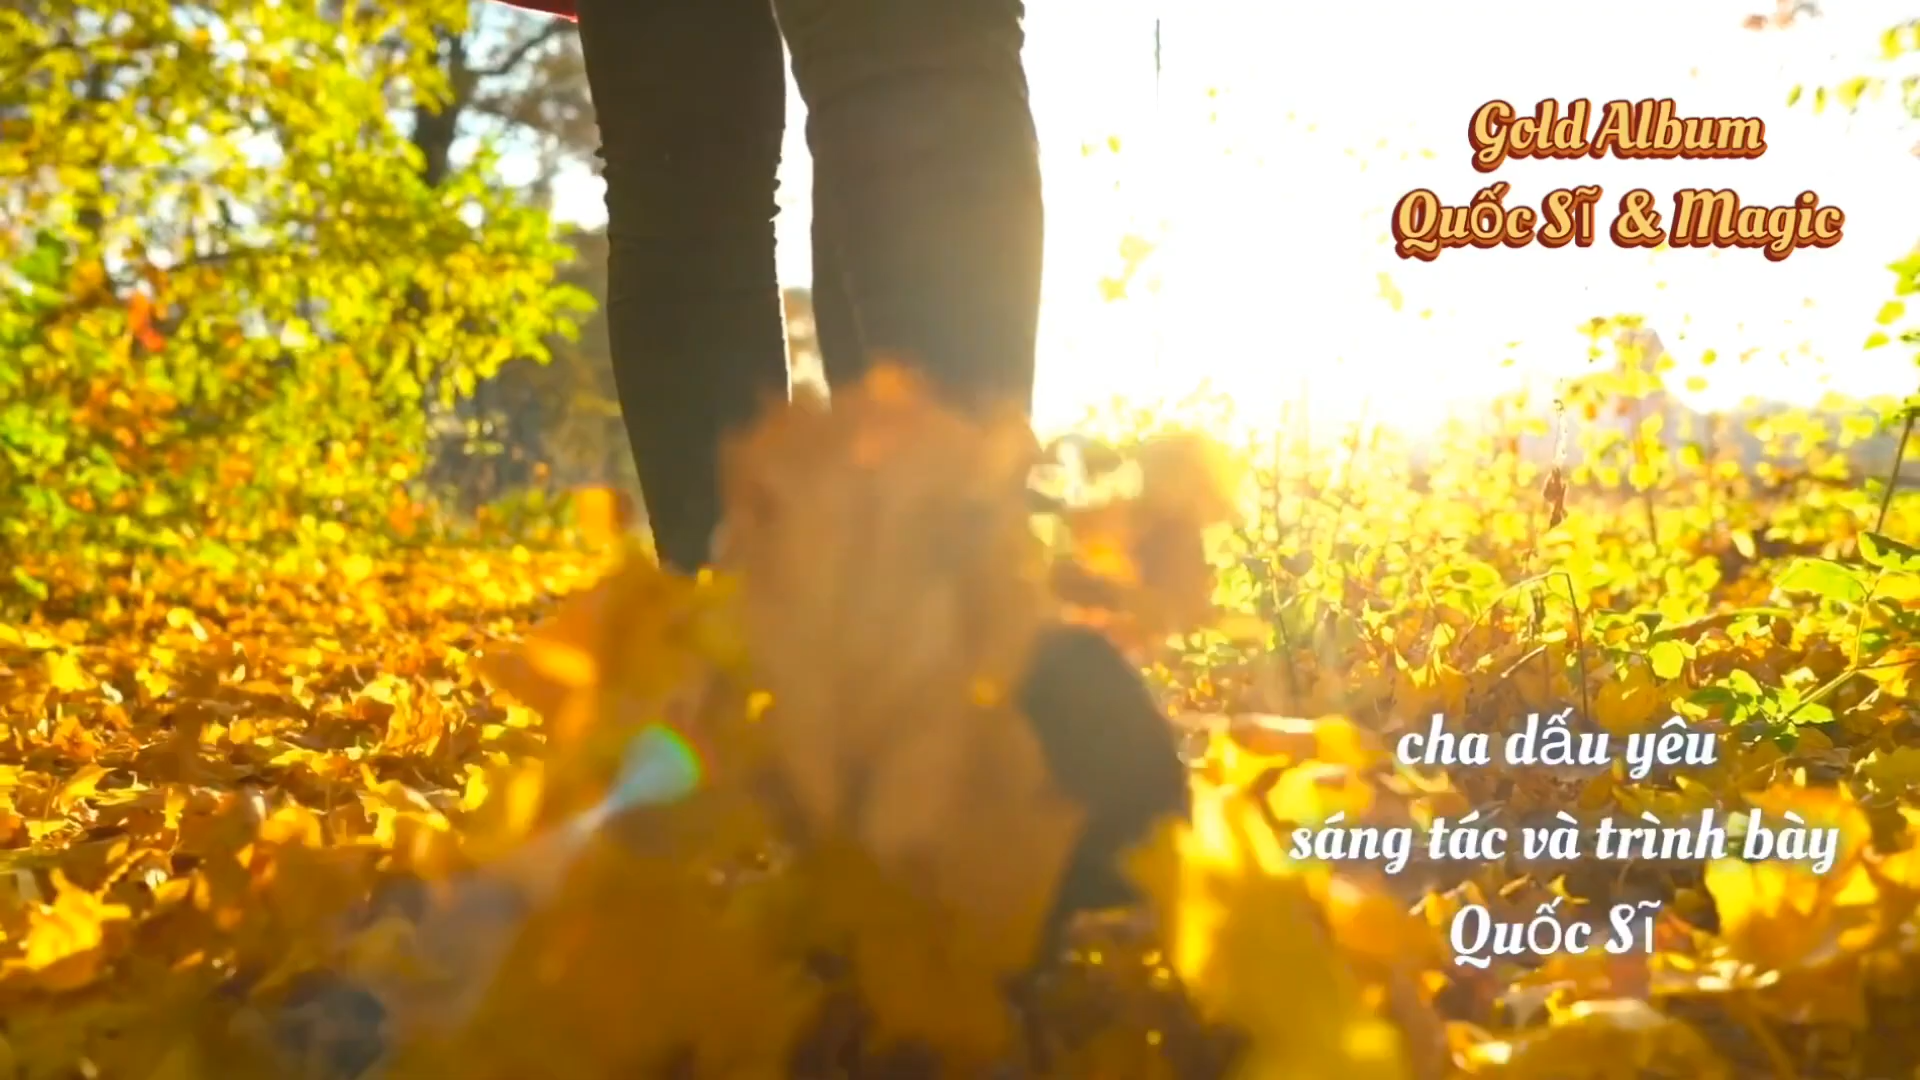 Gold Album
Quốc Sĩ & Magic
cha dấu yêu
sáng tác và trình bày
Quốc Sĩ